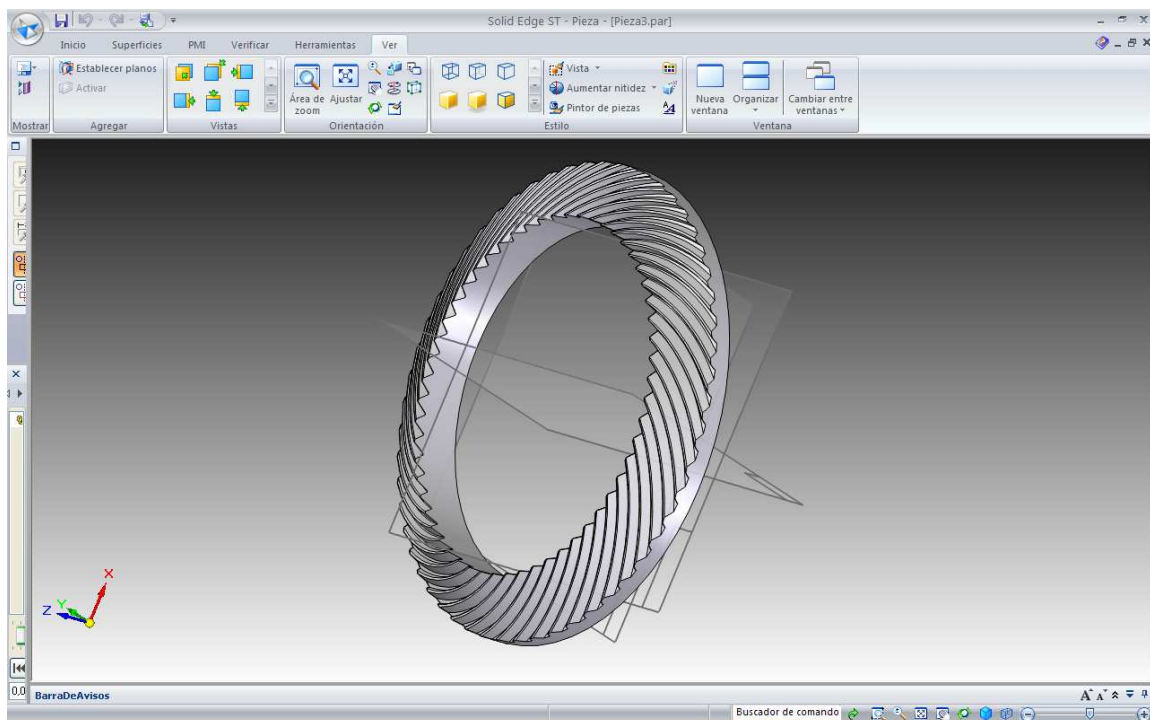 Solid Edge ST - Pieza - [Pieza3.par]
Inicio Superficies PMI Verificar Herramientas Ver
Establecer planos
Activar
Mostrar
Agregar
Vistas
Área de zoom
Ajustar
Orientación
Vista
Aumentar nitidez
Pintor de piezas
Estilo
Nueva ventana
Organizar
Cambiar entre ventanas
Ventana
X
Y
Z
0,0
BarraDeAvisos
Buscador de comando